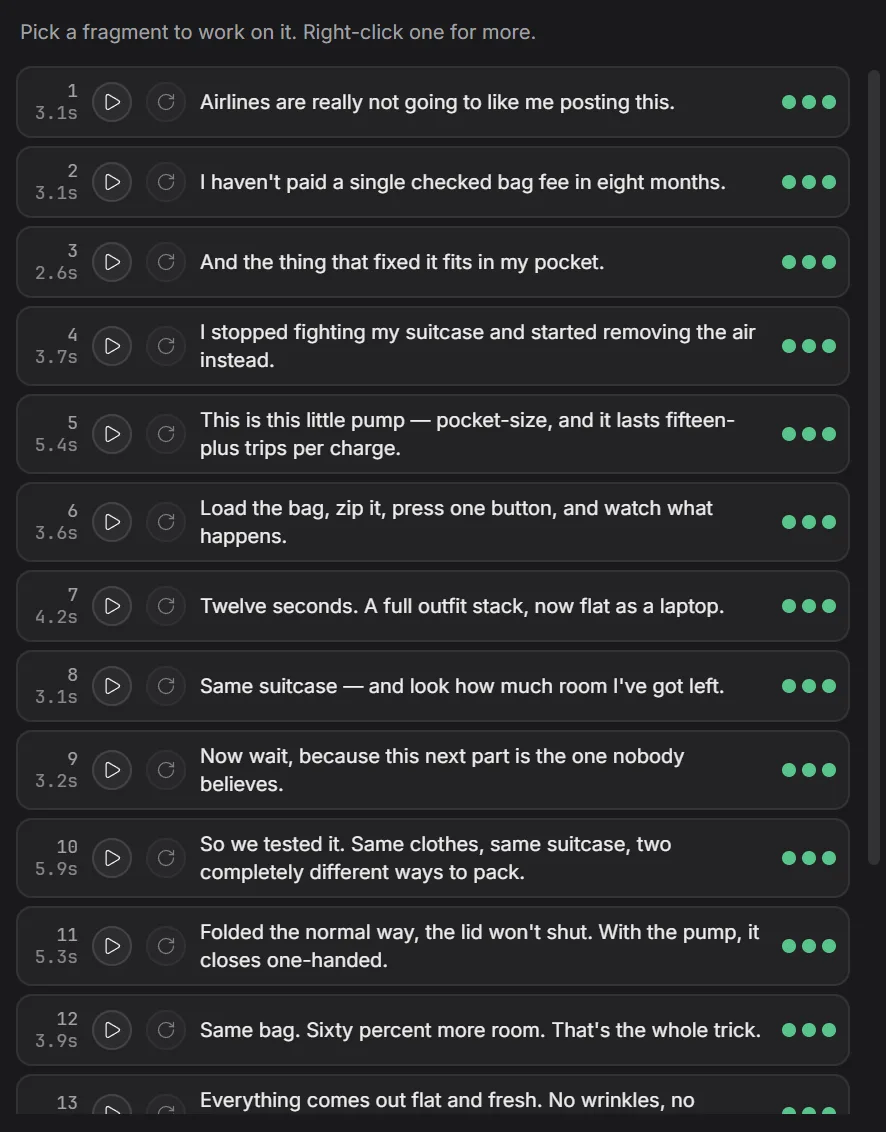 Pick a fragment to work on it. Right-click one for more.
1
3.1s
Airlines are really not going to like me posting this.
2
3.1s
I haven't paid a single checked bag fee in eight months.
3
2.6s
And the thing that fixed it fits in my pocket.
4
3.7s
I stopped fighting my suitcase and started removing the air
instead.
5
5.4s
This is this little pump — pocket-size, and it lasts fifteen-
plus trips per charge.
6
3.6s
Load the bag, zip it, press one button, and watch what
happens.
7
4.2s
Twelve seconds. A full outfit stack, now flat as a laptop.
8
3.1s
Same suitcase — and look how much room I've got left.
9
3.2s
Now wait, because this next part is the one nobody
believes.
10
5.9s
So we tested it. Same clothes, same suitcase, two
completely different ways to pack.
11
5.3s
Folded the normal way, the lid won't shut. With the pump, it
closes one-handed.
12
3.9s
Same bag. Sixty percent more room. That's the whole trick.
13
Everything comes out flat and fresh. No wrinkles, no